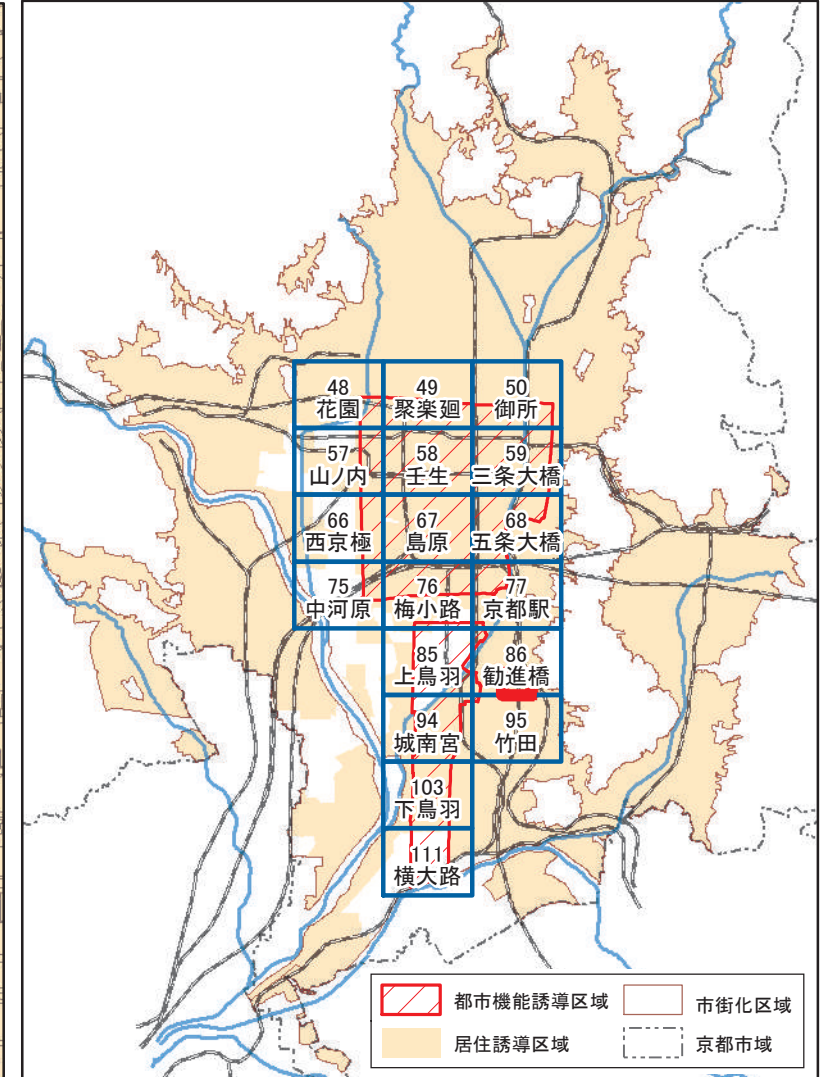 48
花園
49
聚楽廻
50
御所
57
山ノ内
58
壬生
59
三条大橋
66
西京極
67
島原
68
五条大橋
75
中河原
76
梅小路
77
京都駅
85
上鳥羽
86
勧進橋
94
城南宮
95
竹田
103
下鳥羽
111
横大路
都市機能誘導区域
市街化区域
居住誘導区域
京都市域